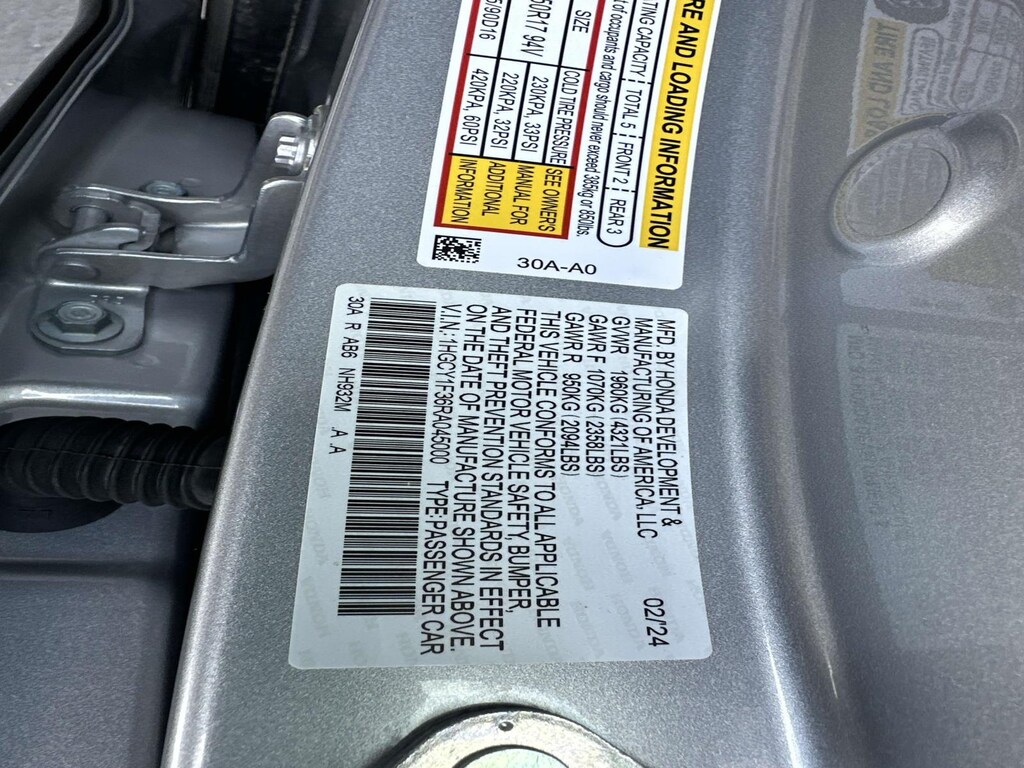 RE AND LOADING INFORMATION
TING CAPACITY TOTAL 5 FRONT 2 REAR 3
of occupants and cargo should never exceed 385kg or 850lbs.
SIZE COLD TIRE PRESSURE SEE OWNER'S
50R17 94V 230KPA, 33PSI MANUAL FOR
220KPA, 32PSI ADDITIONAL
5/90D16 420KPA, 60PSI INFORMATION
30A-A0
MFD. BY HONDA DEVELOPMENT &
MANUFACTURING OF AMERICA, LLC 02/'24
GVWR 1960KG (4321LBS)
GAWR F 1070KG (2358LBS)
GAWR R 950KG (2094LBS)
THIS VEHICLE CONFORMS TO ALL APPLICABLE
FEDERAL MOTOR VEHICLE SAFETY, BUMPER,
AND THEFT PREVENTION STANDARDS IN EFFECT
ON THE DATE OF MANUFACTURE SHOWN ABOVE.
V.I.N.: 1HGCY1F36RA045000 TYPE: PASSENGER CAR
30A R AB6 NH932M A A